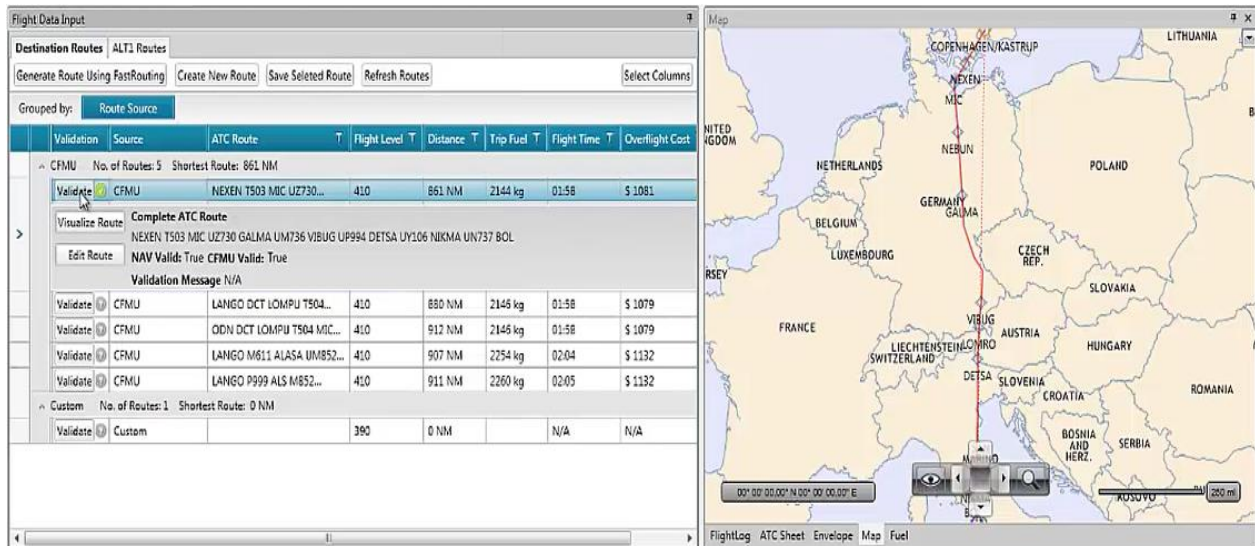 Flight Data Input
Destination Routes ALT1 Routes
Generate Route Using FastRouting Create New Route Save Seleted Route Refresh Routes Select Columns
Grouped by: Route Source
Validation Source ATC Route Flight Level Distance Trip Fuel Flight Time Overflight Cost
CFMU No. of Routes: 5 Shortest Route: 861 NM
Validate CFMU NEXEN T503 MIC UZ730... 410 861 NM 2144 kg 01:58 $ 1081
Visualize Route Complete ATC Route
NEXEN T503 MIC UZ730 GALMA UM736 VIBUG UP994 DETSA UY106 NIKMA UN737 BOL
Edit Route NAV Valid: True CFMU Valid: True
Validation Message N/A
Validate CFMU LANGO DCT LOMPU T504... 410 880 NM 2146 kg 01:58 $ 1079
Validate CFMU ODN DCT LOMPU T504 MIC... 410 912 NM 2146 kg 01:58 $ 1079
Validate CFMU LANGO M611 ALASA UM852... 410 907 NM 2254 kg 02:04 $ 1132
Validate CFMU LANGO P999 ALS M852... 410 911 NM 2260 kg 02:05 $ 1132
Custom No. of Routes: 1 Shortest Route: 0 NM
Validate Custom 390 0 NM N/A N/A
Map
LITHUANIA
COPENHAGEN/KASTRUP
NEXEN
MIC
NITED
NGDOM
NEBUN
NETHERLANDS
POLAND
GERMANY
GALMA
BELGIUM
LUXEMBOURG
CZECH
REP.
RSEY
SLOVAKIA
VIBUG
FRANCE
AUSTRIA
LIECHTENSTEIN
LOMRO
HUNGARY
SWITZERLAND
DETSA
SLOVENIA
ROMANIA
CROATIA
BOSNIA
AND
HERZ.
SERBIA
00° 00' 00,00" N 00° 00' 00,00" E
KOSOVO
260 mi
FlightLog ATC Sheet Envelope Map Fuel